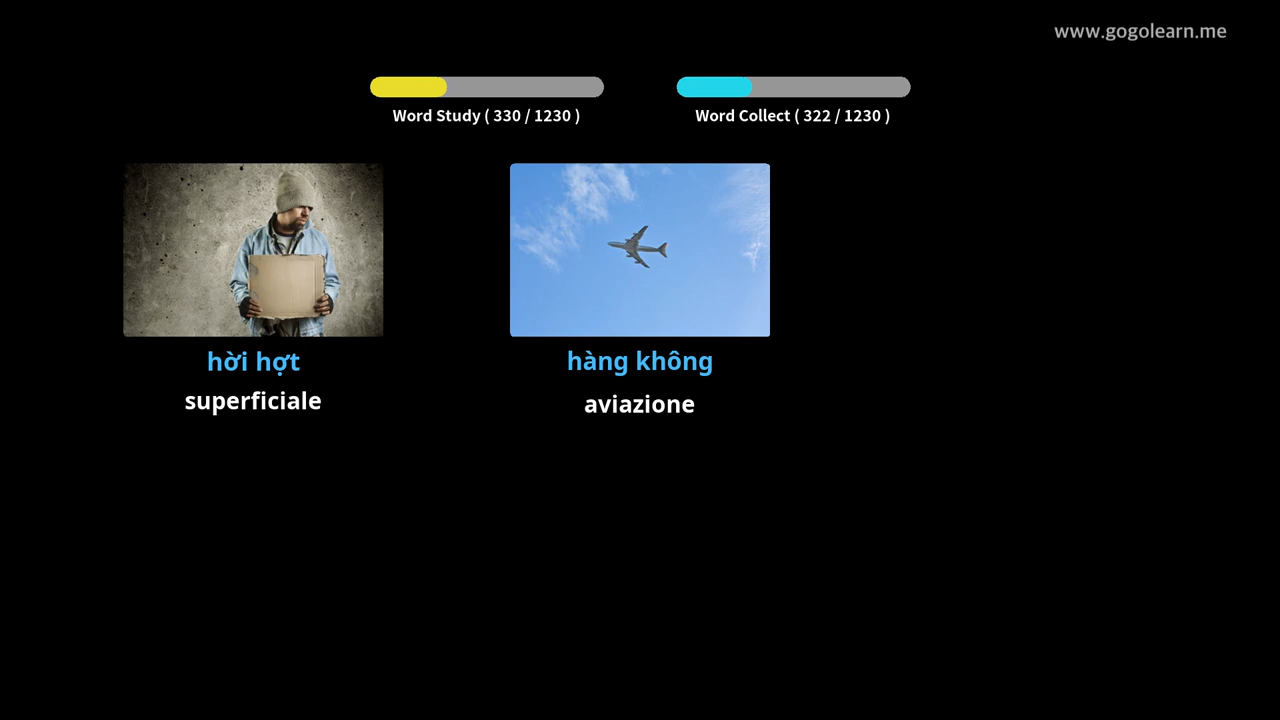 www.gogolearn.me
Word Study ( 330 / 1230 )
Word Collect ( 322 / 1230 )
hời hợt
superficiale
hàng không
aviazione